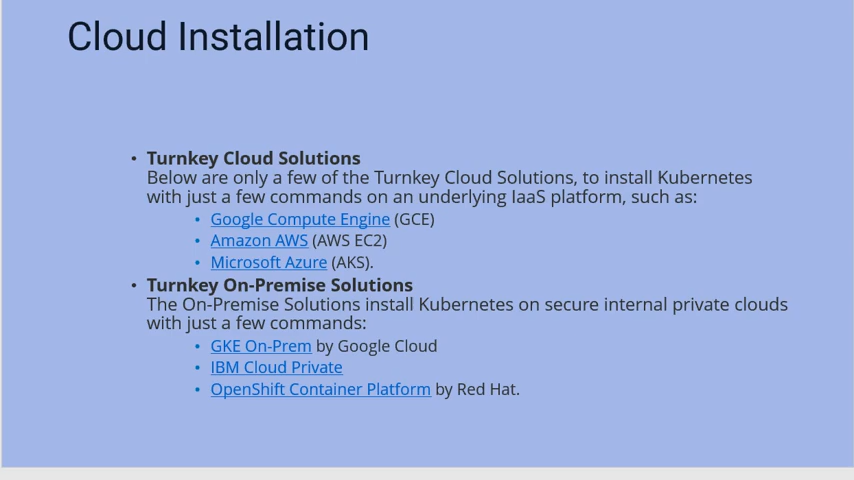 Cloud Installation
• Turnkey Cloud Solutions
Below are only a few of the Turnkey Cloud Solutions, to install Kubernetes
with just a few commands on an underlying IaaS platform, such as:
• Google Compute Engine (GCE)
• Amazon AWS (AWS EC2)
• Microsoft Azure (AKS).
• Turnkey On-Premise Solutions
The On-Premise Solutions install Kubernetes on secure internal private clouds
with just a few commands:
• GKE On-Prem by Google Cloud
• IBM Cloud Private
• OpenShift Container Platform by Red Hat.